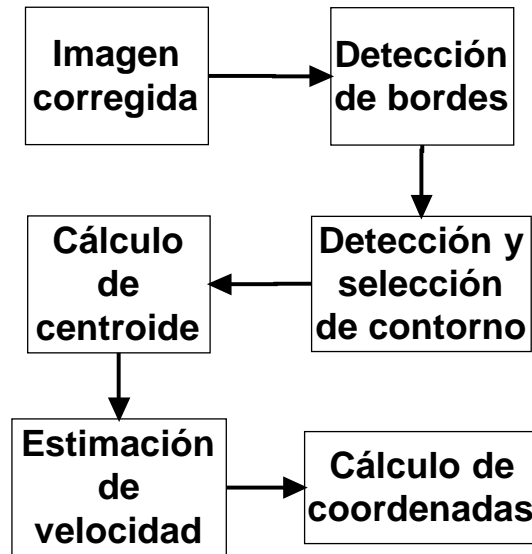 Imagen
corregida
Detección
de bordes
Detección y
selección
de contorno
Cálculo
de
centroide
Estimación
de
velocidad
Cálculo de
coordenadas